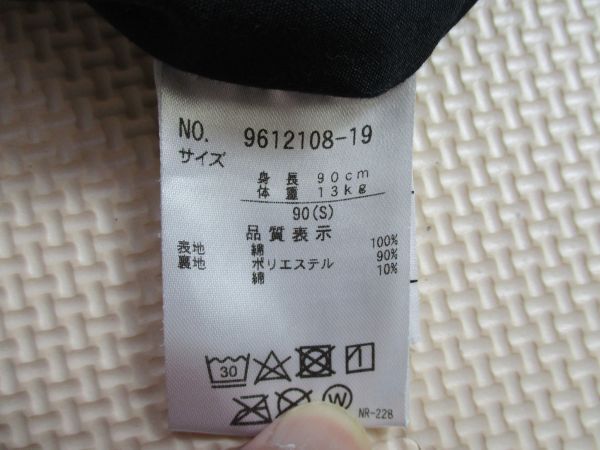 NO. 9612108-19
サイズ
身長 90cm
体重 13kg
90(S)
品質表示
表地 綿 100%
裏地 ポリエステル 90%
綿 10%
30
W
NR-228